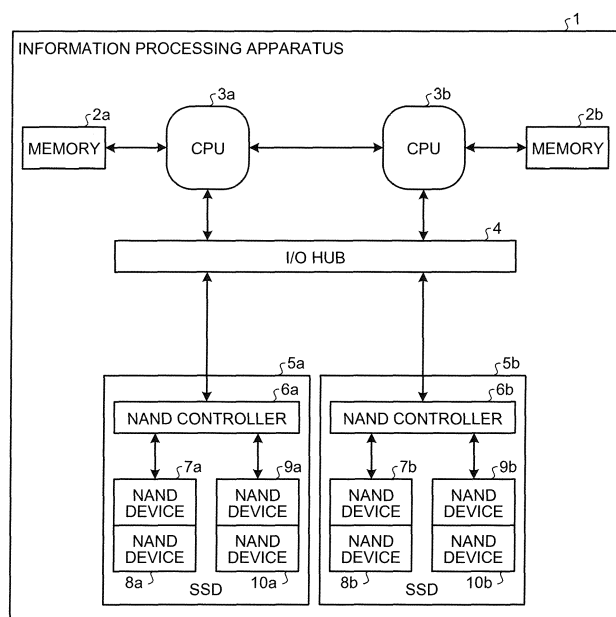 1
INFORMATION PROCESSING APPARATUS
3a
3b
2a
2b
MEMORY
CPU
CPU
MEMORY
4
I/O HUB
5a
5b
6a
6b
NAND CONTROLLER
NAND CONTROLLER
7a
9a
7b
9b
NAND
DEVICE
NAND
DEVICE
NAND
DEVICE
NAND
DEVICE
NAND
DEVICE
NAND
DEVICE
NAND
DEVICE
NAND
DEVICE
8a
SSD
10a
8b
SSD
10b